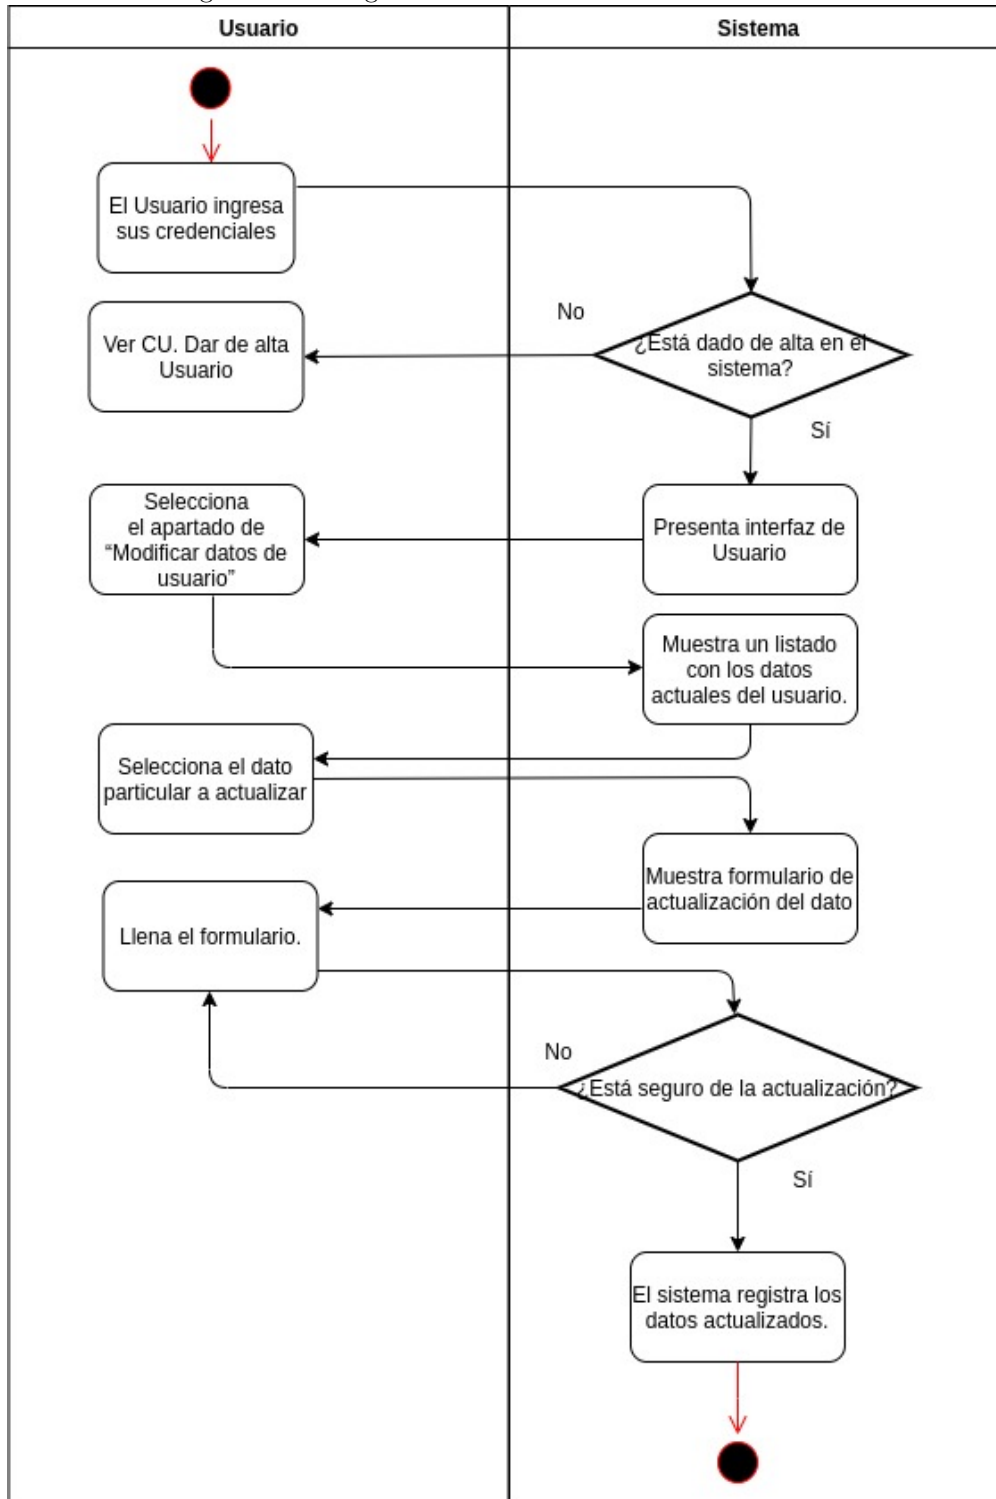 Usuario
Sistema
El Usuario ingresa
sus credenciales
No
¿Está dado de alta en el
sistema?
Ver CU. Dar de alta
Usuario
Sí
Selecciona
el apartado de
“Modificar datos de
usuario”
Presenta interfaz de
Usuario
Muestra un listado
con los datos
actuales del usuario.
Selecciona el dato
particular a actualizar
Muestra formulario de
actualización del dato
Llena el formulario.
No
¿Está seguro de la actualización?
Sí
El sistema registra los
datos actualizados.